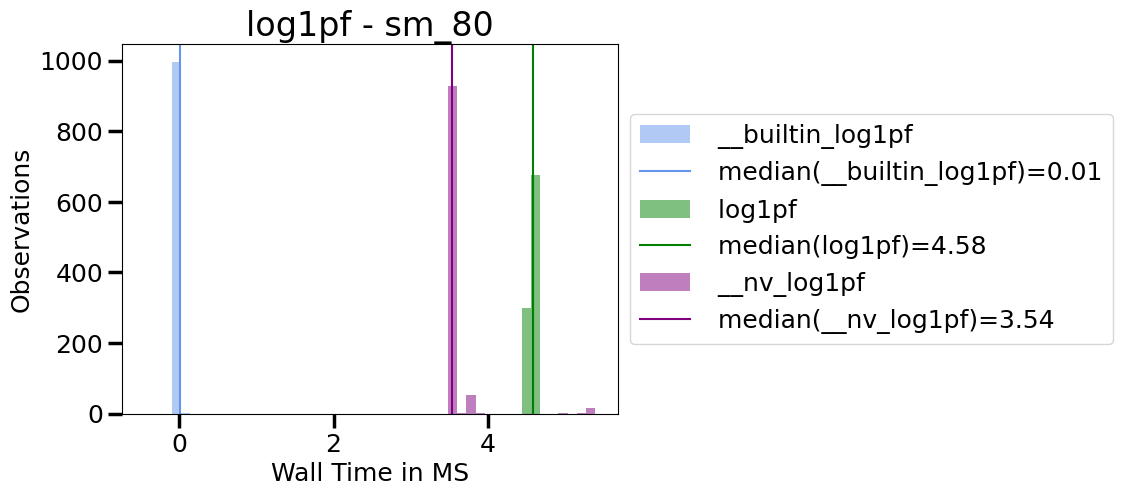 log1pf - sm_80
1000
800
600
400
200
0
Observations
0 2 4
Wall Time in MS
__builtin_log1pf
median(__builtin_log1pf)=0.01
log1pf
median(log1pf)=4.58
__nv_log1pf
median(__nv_log1pf)=3.54